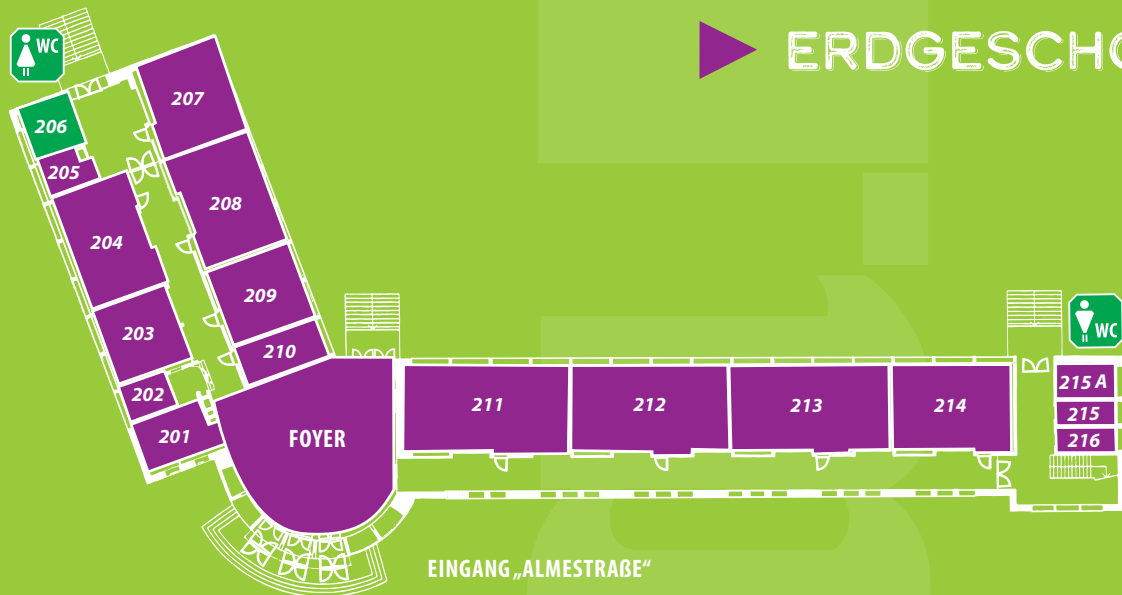 ERDGESCHO
WC
207
206
205
208
204
209
203
210
202
201
FOYER
211
212
213
214
WC
215 A
215
216
EINGANG „ALMESTRAßE“